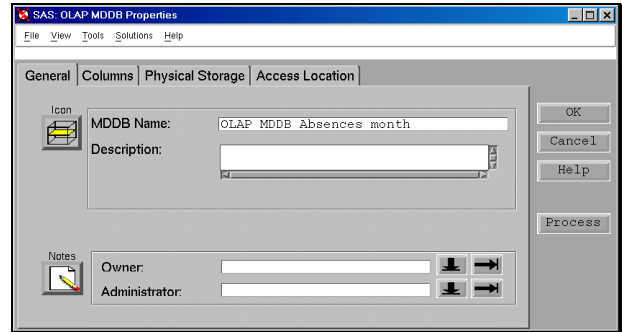 SAS: OLAP MDDB Properties
File View Tools Solutions Help
General Columns Physical Storage Access Location
Icon
MDDB Name: OLAP MDDB Absences month
Description:
OK
Cancel
Help
Process
Notes
Owner:
Administrator: